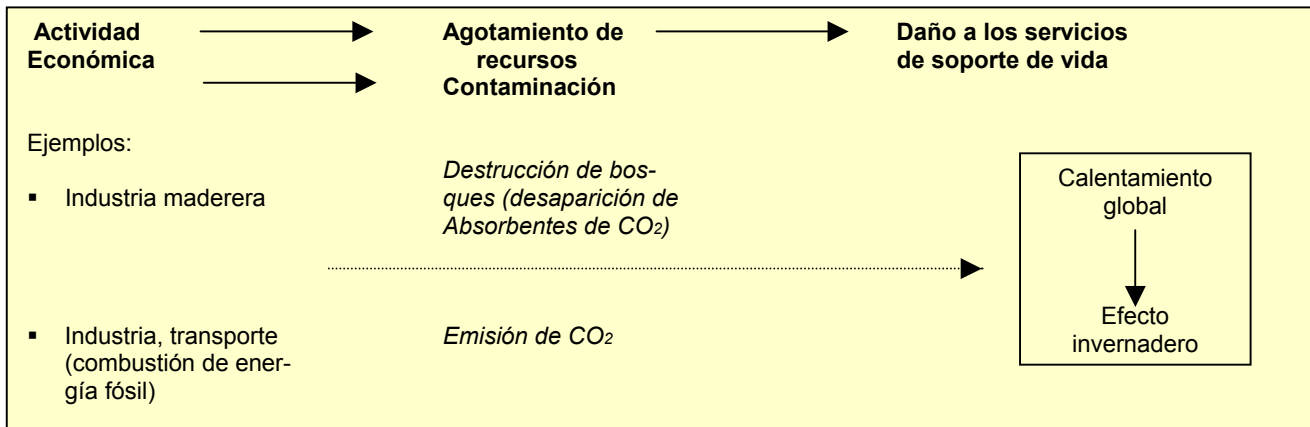 Actividad
Económica
Agotamiento de
recursos
Contaminación
Daño a los servicios
de soporte de vida
Ejemplos:
▪ Industria maderera
Destrucción de bos-
ques (desaparición de
Absorbentes de CO2)
Calentamiento
global
Efecto
invernadero
▪ Industria, transporte
(combustión de ener-
gía fósil)
Emisión de CO2